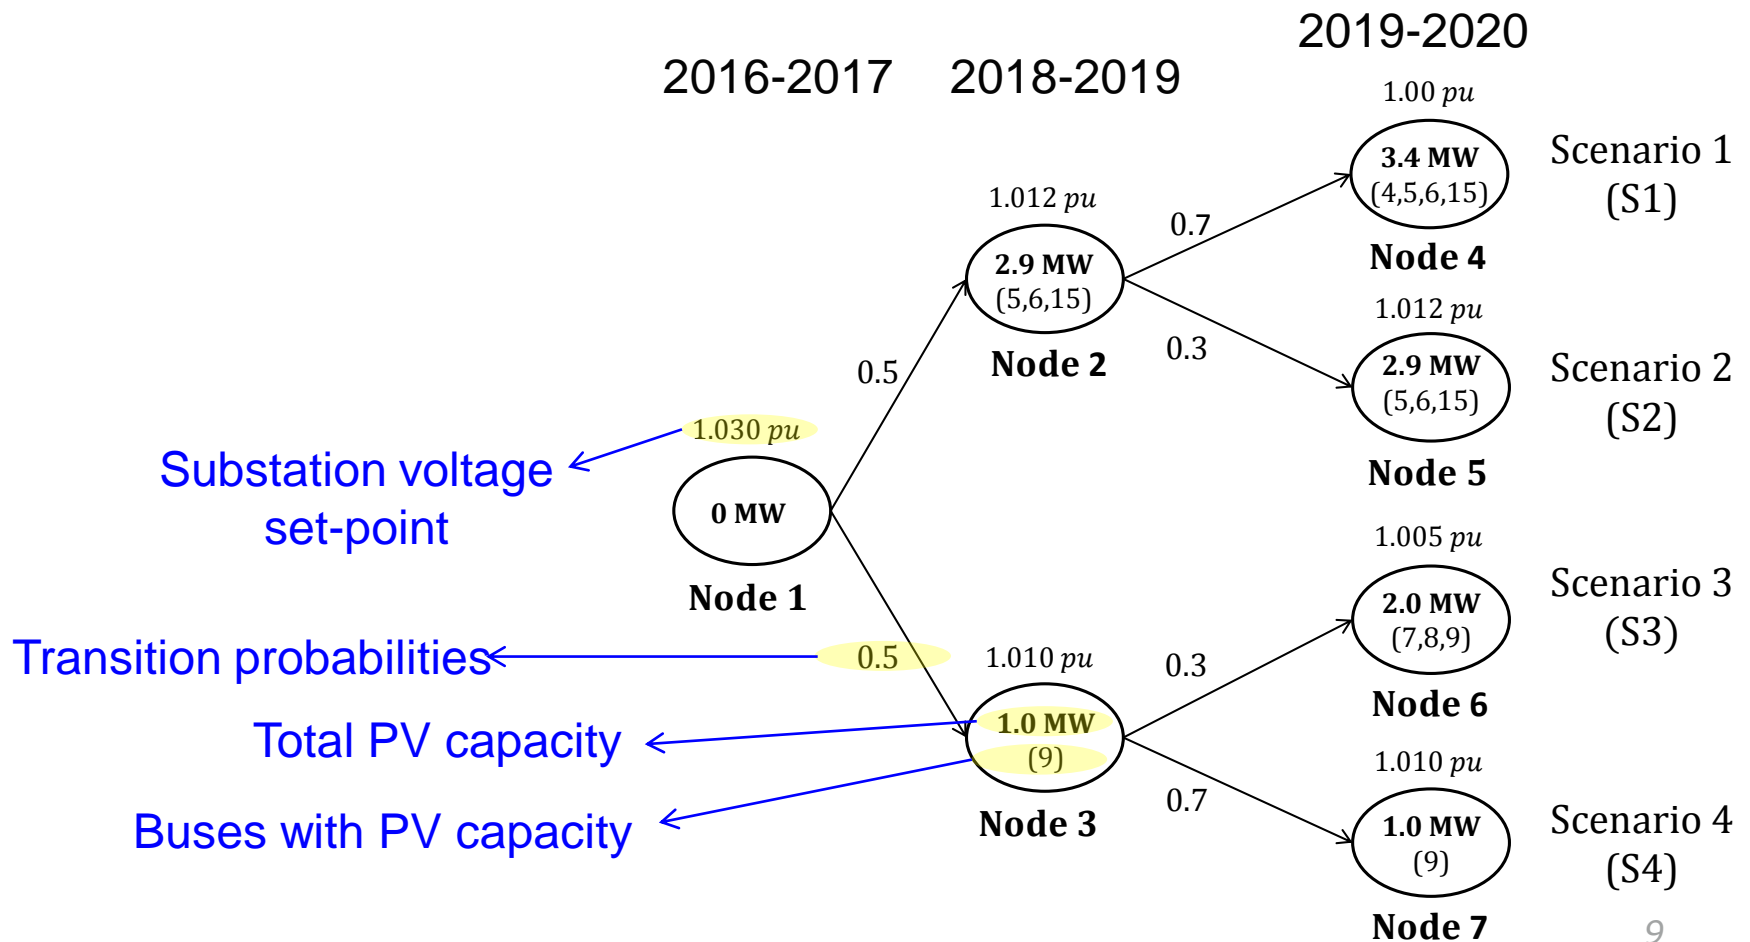 2019-2020
2016-2017
2018-2019
1.00 pu
3.4 MW
(4,5,6,15)
Node 4
Scenario 1
(S1)
1.012 pu
2.9 MW
(5,6,15)
Node 2
0.7
0.3
1.012 pu
2.9 MW
(5,6,15)
Node 5
Scenario 2
(S2)
0.5
1.030 pu
0 MW
Node 1
Substation voltage
set-point
1.005 pu
2.0 MW
(7,8,9)
Node 6
Scenario 3
(S3)
Transition probabilities
0.5
1.010 pu
1.0 MW
(9)
Node 3
0.3
0.7
Total PV capacity
Buses with PV capacity
1.010 pu
1.0 MW
(9)
Node 7
Scenario 4
(S4)
9